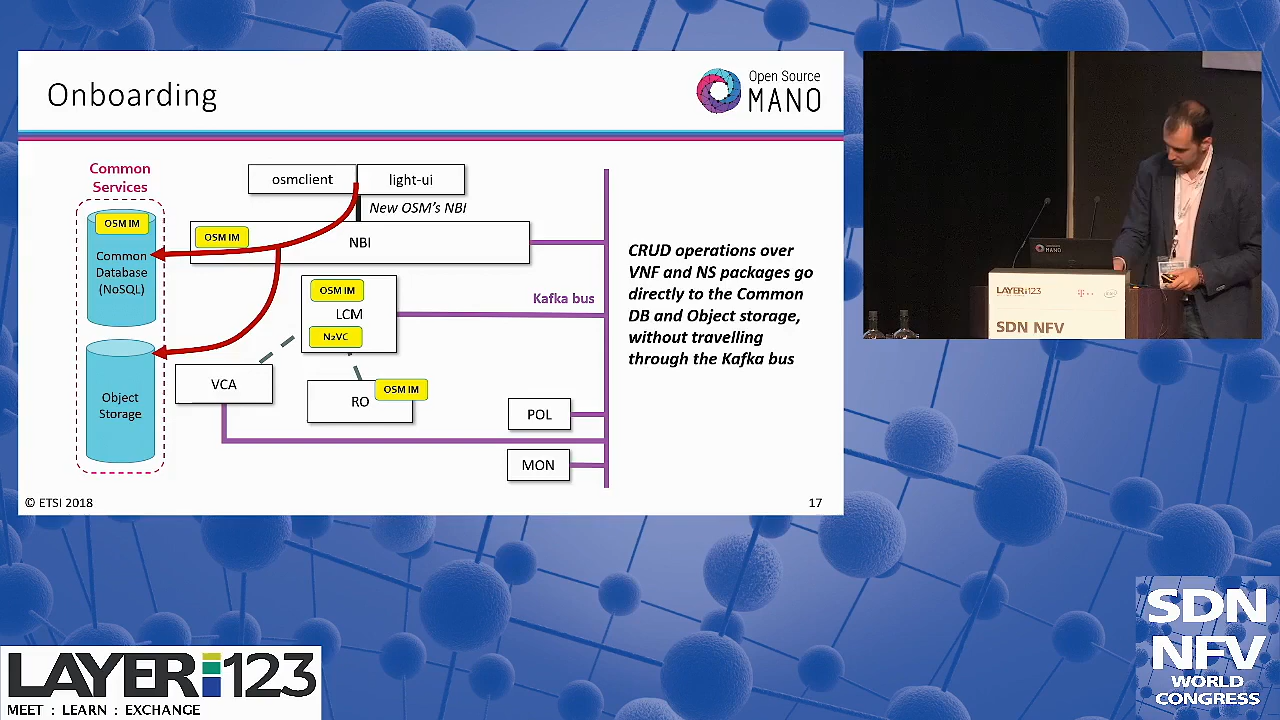 Onboarding
Open Source
MANO
Common
Services
OSM IM
Common
Database
(NoSQL)
Object
Storage
osmclient
light-ui
New OSM's NBI
OSM IM
NBI
OSM IM
LCM
N2VC
Kafka bus
VCA
RO
OSM IM
POL
MON
CRUD operations over
VNF and NS packages go
directly to the Common
DB and Object storage,
without travelling
through the Kafka bus
© ETSI 2018
17
MANO
LAYER123
SDN NFV
LAYER123
MEET : LEARN : EXCHANGE
SDN
NFV
WORLD
CONGRESS